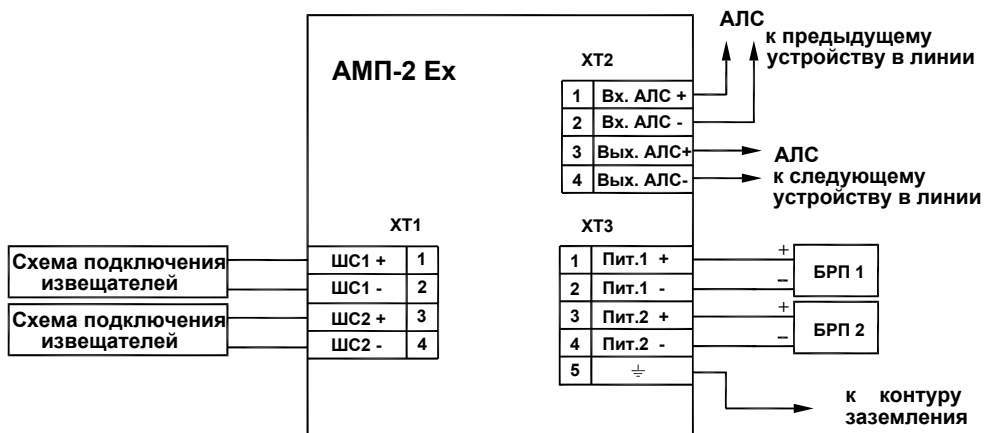 АЛС
к предыдущему
устройству в линии
АМП-2 Ех
ХТ2
1 Вх. АЛС +
2 Вх. АЛС -
3 Вых. АЛС+
4 Вых. АЛС-
АЛС
к следующему
устройству в линии
ХТ1
Схема подключения
извещателей
ШС1 + 1
ШС1 - 2
Схема подключения
извещателей
ШС2 + 3
ШС2 - 4
ХТ3
1 Пит.1 +
2 Пит.1 -
3 Пит.2 +
4 Пит.2 -
5
+
БРП 1
−
+
БРП 2
−
к контуру
заземления